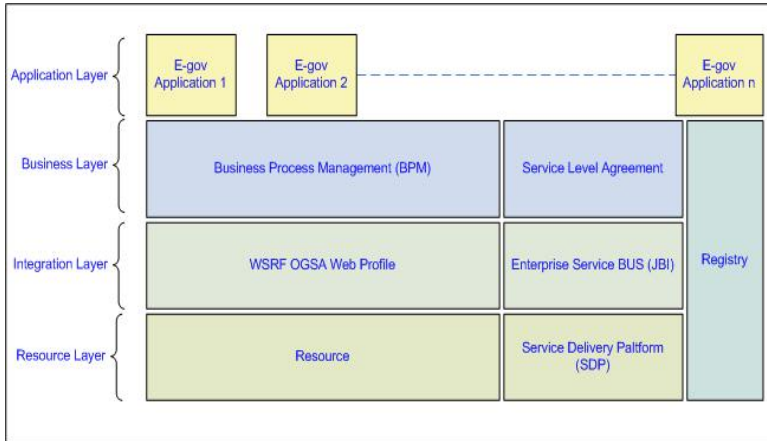 Application Layer
E-gov
Application 1
E-gov
Application 2
E-gov
Application n
Business Layer
Business Process Management (BPM)
Service Level Agreement
Integration Layer
WSRF OGSA Web Profile
Enterprise Service BUS (JBI)
Registry
Resource Layer
Resource
Service Delivery Paltform
(SDP)